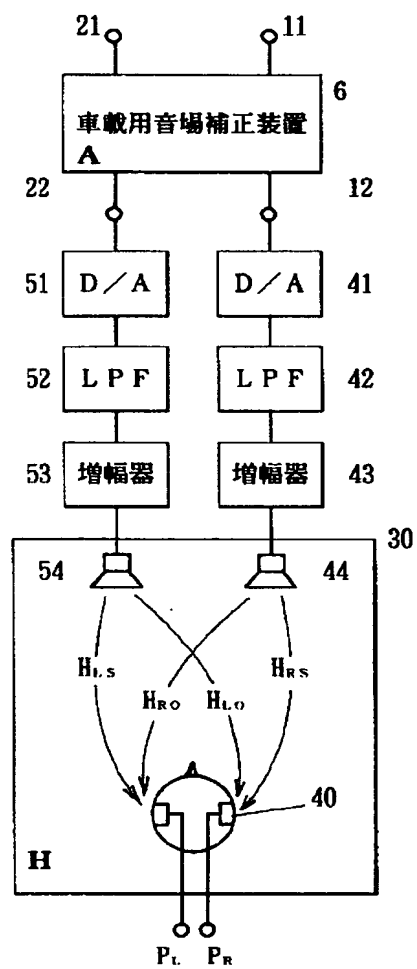 21 11
6
車載用音場補正装置
A
22 12
51 D/A D/A 41
52 LPF LPF 42
53 増幅器 増幅器 43
30
54 44
HLS HRO HLO HRS
40
H
PL PR